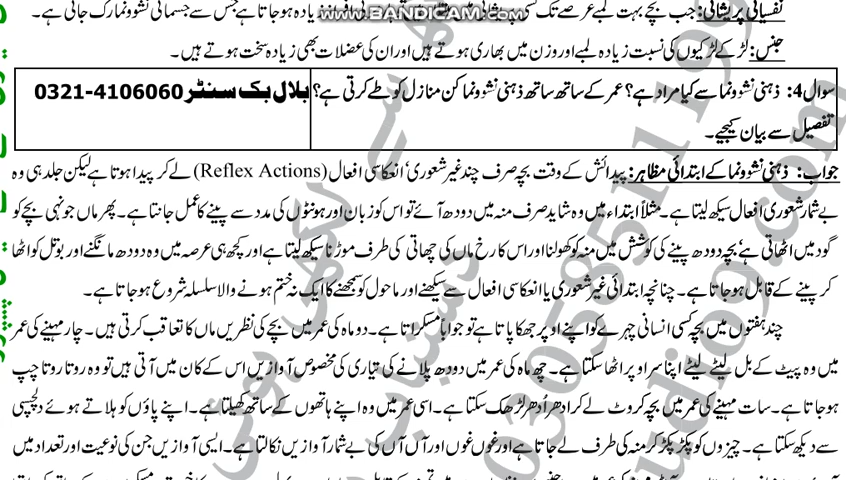 نفسیاتی پریشانی: جب بچے بہت لمبے عرصے تک کسی پریشانی میں زیادہ ہو جاتا ہے جس سے جسمانی نشوونما رک جاتی ہے۔
WWW.BANDICAM.COM
جنس: لڑکے لڑکیوں کی نسبت زیادہ لمبے اور وزن میں بھاری ہوتے ہیں اور ان کی عضلات بھی زیادہ سخت ہوتے ہیں۔
سوال 4: ذہنی نشوونما سے کیا مراد ہے؟ عمر کے ساتھ ساتھ ذہنی نشوونما کن منازل کو طے کرتی ہے؟ بلال بک سنٹر 0321-4106060
تفصیل سے بیان کیجیے۔
جواب: ذہنی نشوونما کے ابتدائی مظاہر: پیدائش کے وقت بچہ صرف چند غیر شعوری' انعکاسی افعال (Reflex Actions) لے کر پیدا ہوتا ہے لیکن جلد ہی وہ
بے شمار شعوری افعال سیکھ لیتا ہے۔ مثلاً ابتداء میں وہ شاید صرف منہ میں دودھ آئے تو اس کو زبان اور ہونٹوں کی مدد سے پینے کا عمل جانتا ہے۔ پھر ماں جونہی بچے کو
گود میں اٹھاتی ہے' بچہ دودھ پینے کی کوشش میں منہ کو کھولنا اور اس کا رخ ماں کی چھاتی کی طرف موڑنا سیکھ لیتا ہے اور کچھ ہی عرصہ میں وہ دودھ مانگنے اور بوتل کو اٹھا
کر پینے کے قابل ہو جاتا ہے۔ چنانچہ ابتدائی غیر شعوری یا انعکاسی افعال سے سیکھنے اور ماحول کو سمجھنے کا ایک نہ ختم ہونے والا سلسلہ شروع ہو جاتا ہے۔
چند ہفتوں میں بچہ کسی انسانی چہرے کو اپنے اوپر جھکا پاتا ہے تو جواباً مسکراتا ہے۔ دو ماہ کی عمر میں بچے کی نظریں ماں کا تعاقب کرتی ہیں۔ چار مہینے کی عمر
میں وہ پیٹ کے بل لیٹے لیٹے اپنا سر اوپر اٹھا سکتا ہے۔ چھ ماہ کی عمر میں دودھ پلانے کی تیاری کی مخصوص آوازیں اس کے کان میں آتی ہیں تو وہ روتا روتا چپ
ہو جاتا ہے۔ سات مہینے کی عمر میں بچہ کروٹ لے کر ادھر اُدھر لڑھک سکتا ہے۔ اسی عمر میں وہ اپنے ہاتھوں کے ساتھ کھیلتا ہے۔ اپنے پاؤں کو ہلاتے ہوئے دلچسپی
سے دیکھ سکتا ہے۔ چیزوں کو پکڑ پکڑ کر منہ کی طرف لے جاتا ہے اور غوں غوں اور آں آں کی بے شمار آوازیں نکالتا ہے۔ ایسی آوازیں جن کی نوعیت اور تعداد میں